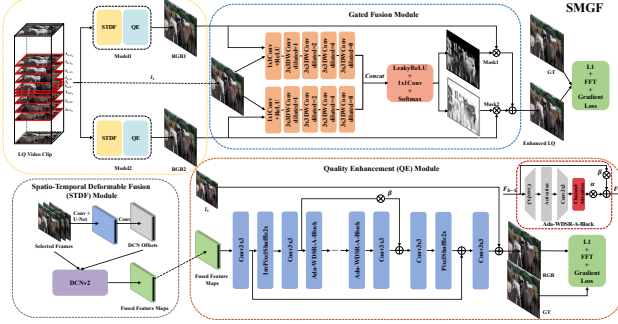 SMGF
Gated Fusion Module
STDF
QE
Model1
RGB1
1x1Conv
+ReLU
3x3DWConv
dilated=1
3x3DWConv
dilated=2
3x3DWConv
dilated=4
3x3DWConv
dilated=8
Concat
LeakyReLU
+
1x1Conv
+
Softmax
Mask1
Mask2
GT
L1
+
FFT
+
Gradient
Loss
Enhanced LQ
LQ Video Clip
STDF
QE
Model2
RGB2
1x1Conv
+ReLU
3x3DWConv
dilated=1
3x3DWConv
dilated=2
3x3DWConv
dilated=4
3x3DWConv
dilated=8
Spatio-Temporal Deformable Fusion
(STDF) Module
Conv +
U-Net
Conv
Selected Frames
DCN Offsets
DCNv2
Fused Feature Maps
Quality Enhancement (QE) Module
Fused Feature
Maps
Conv3x3
InvPixelShuffle2x
Conv3x3
Ada-WDSR-A-Block
...
Ada-WDSR-A-Block
Conv3x3
β
Conv3x3
PixelShuffle2x
Conv3x3
Conv3x3
Channel
Attention
α
β
Ada-WDSR-A-Block
RGB
GT
L1
+
FFT
+
Gradient
Loss